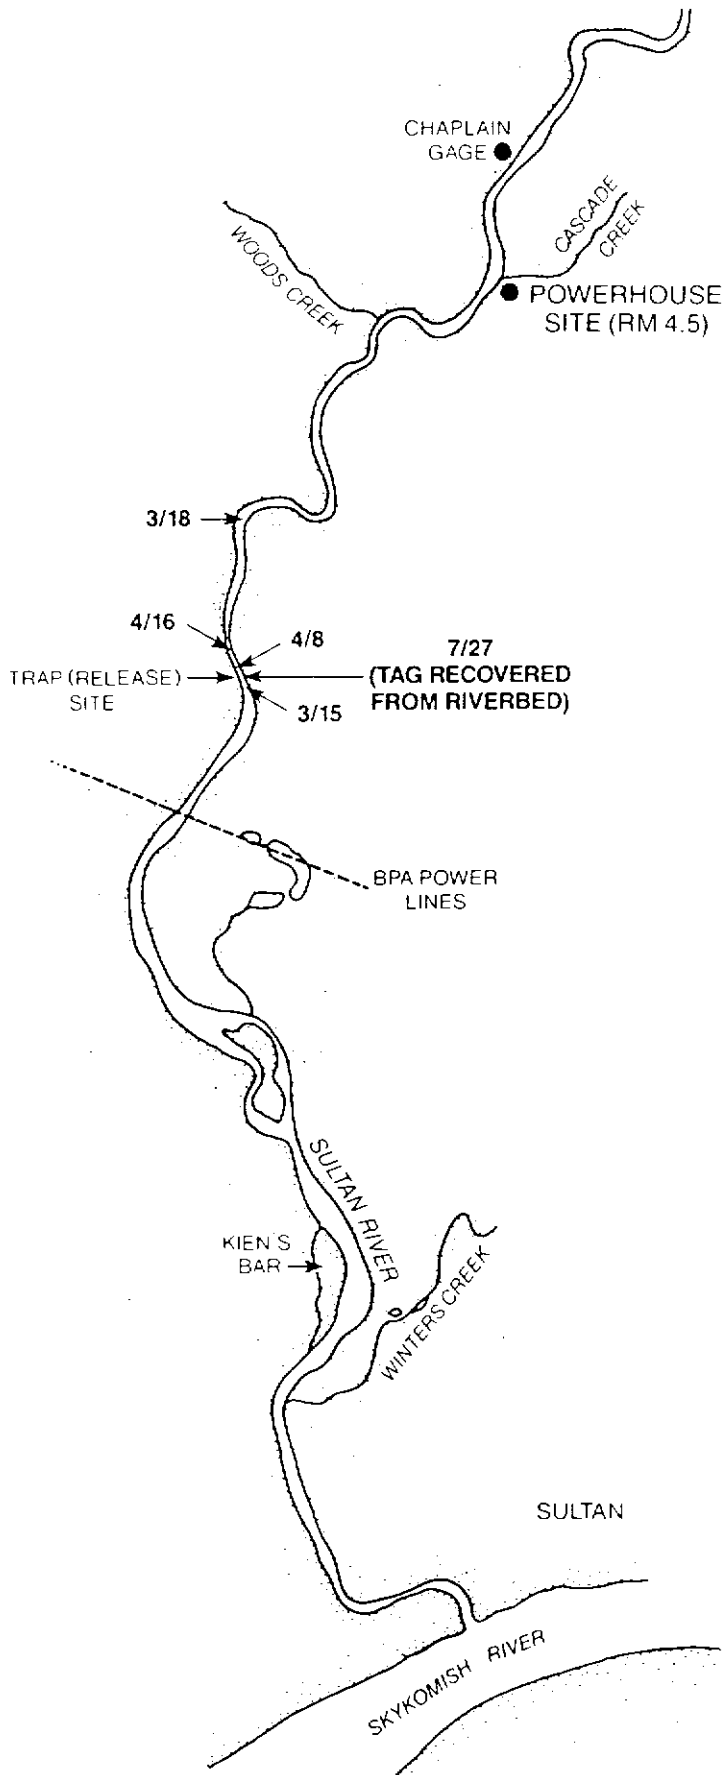 CHAPLAIN
GAGE
CASCADE
CREEK
WOODS CREEK
POWERHOUSE
SITE (RM 4.5)
3/18
4/16
4/8
7/27
(TAG RECOVERED
FROM RIVERBED)
TRAP (RELEASE)
SITE
3/15
BPA POWER
LINES
SULTAN RIVER
KIEN'S
BAR
WINTERS CREEK
SULTAN
SKYKOMISH RIVER